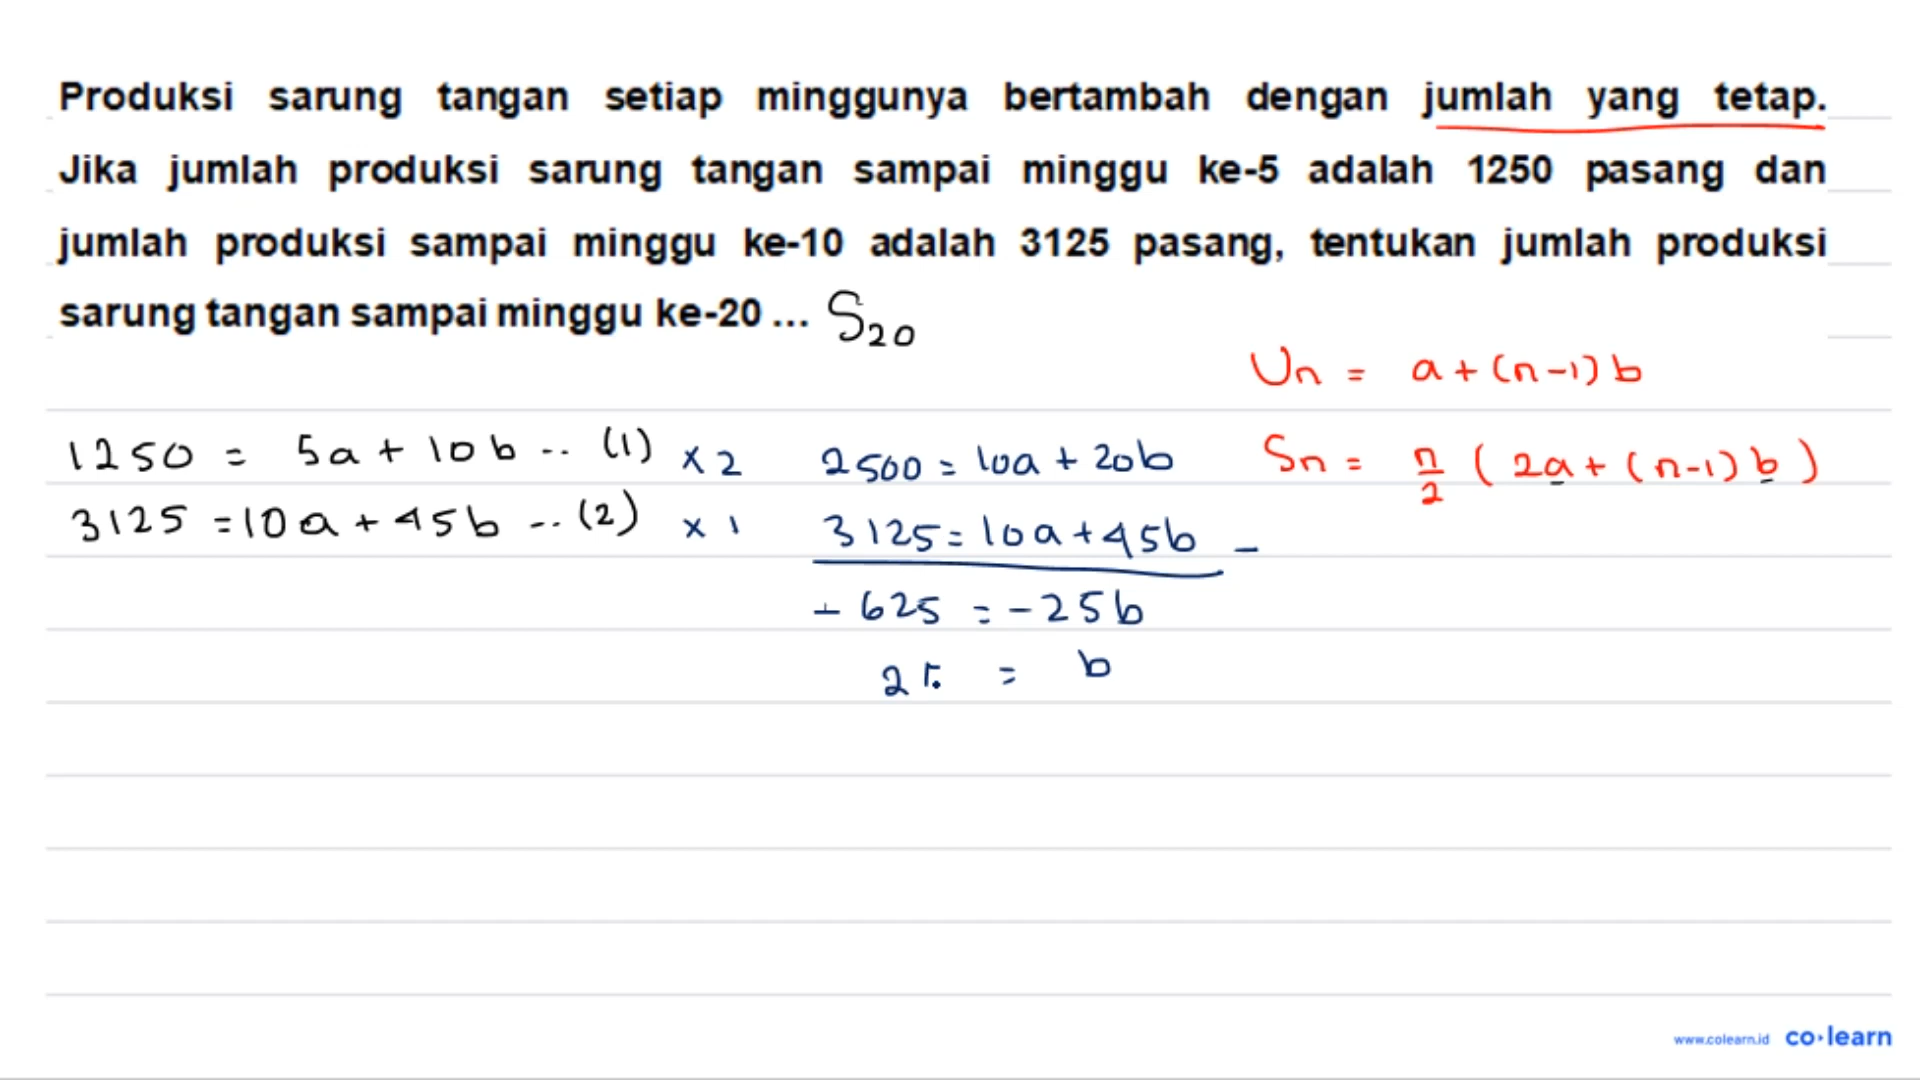 Produksi sarung tangan setiap minggunya bertambah dengan jumlah yang tetap.
Jika jumlah produksi sarung tangan sampai minggu ke-5 adalah 1250 pasang dan
jumlah produksi sampai minggu ke-10 adalah 3125 pasang, tentukan jumlah produksi
sarung tangan sampai minggu ke-20 ... S₂₀
Un = a + (n-1) b
1250 = 5a + 10b .. (1) x 2
3125 = 10a + 45b .. (2) x 1
2500 = 10a + 20b
3125 = 10a + 45b -
- 625 = -25b
25 = b
Sn = n/2 ( 2a + (n-1) b )
www.colearn.id co·learn